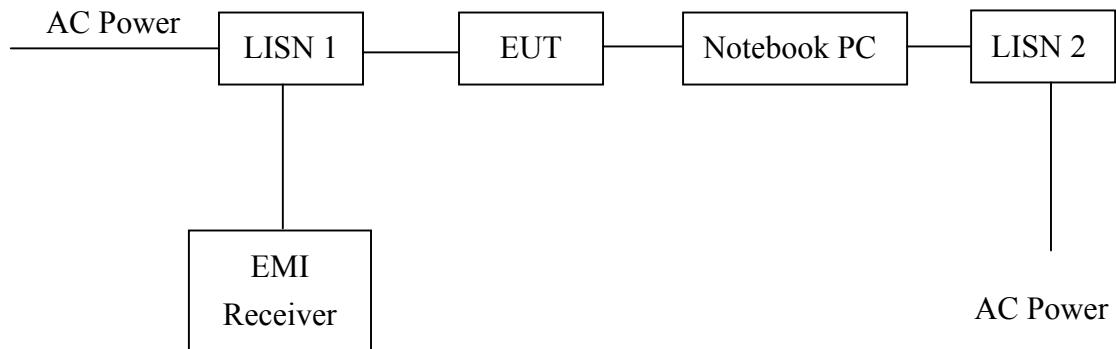 AC Power
LISN 1
EUT
Notebook PC
LISN 2
EMI
Receiver
AC Power